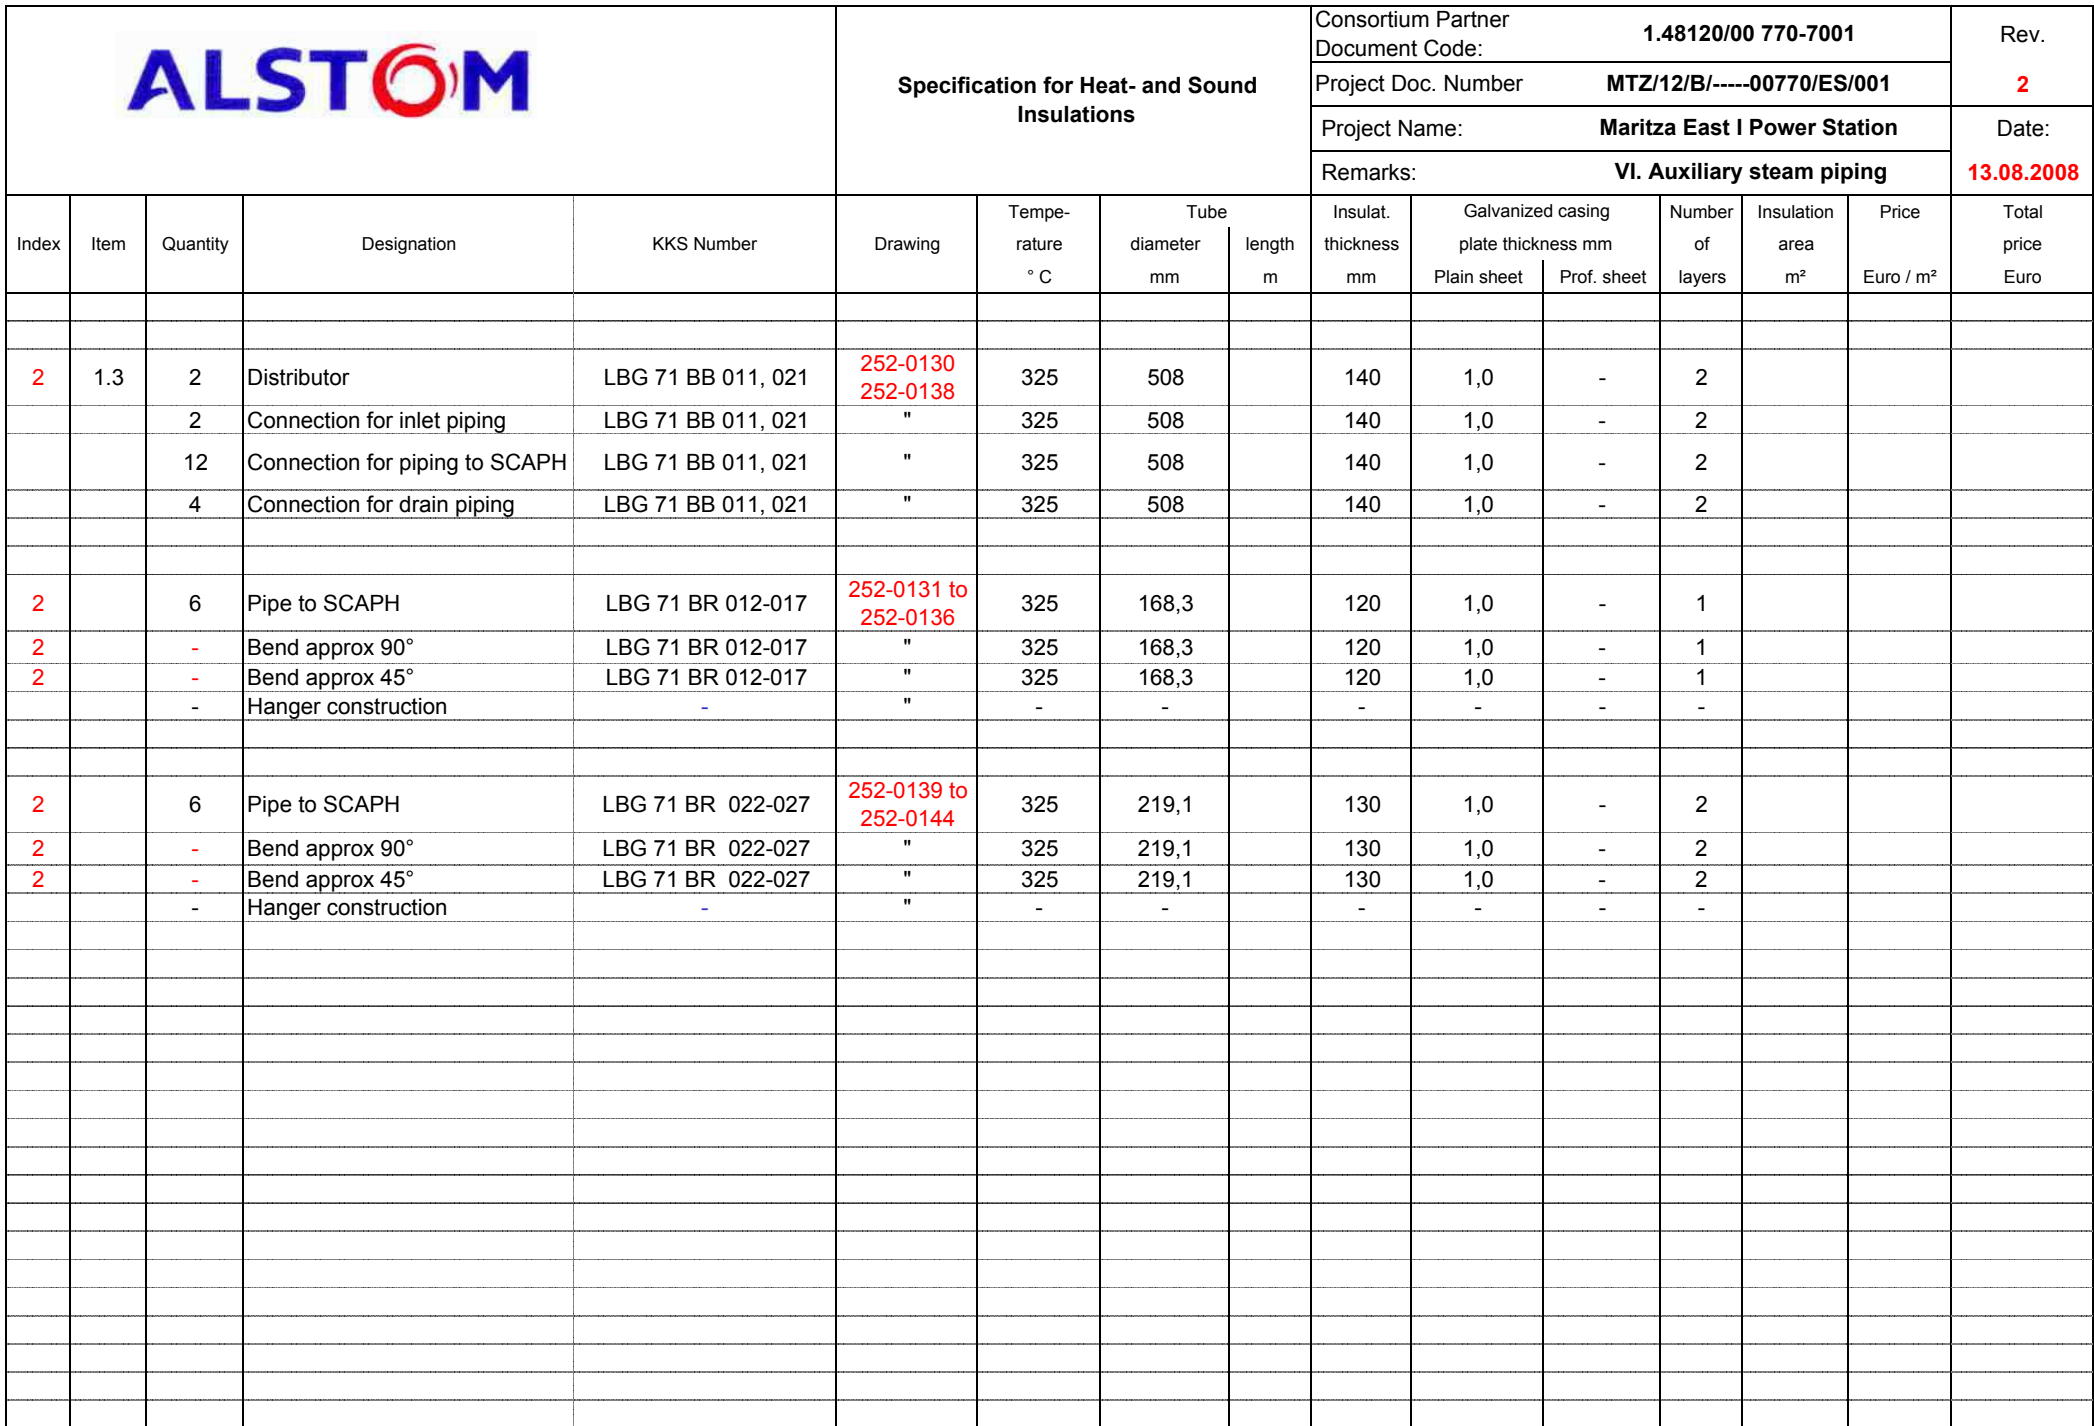 ALSTOM
Specification for Heat- and Sound
Insulations
Consortium Partner
Document Code:
1.48120/00 770-7001
Rev.
Project Doc. Number
MTZ/12/B/-----00770/ES/001
2
Project Name:
Maritza East I Power Station
Date:
Remarks:
VI. Auxiliary steam piping
13.08.2008
Tempe- Tube Insulat. Galvanized casing Number Insulation Price Total
Index Item Quantity Designation KKS Number Drawing rature diameter length thickness plate thickness mm of area price
° C mm m mm Plain sheet Prof. sheet layers m² Euro / m² Euro
2 1.3 2 Distributor LBG 71 BB 011, 021 252-0130 252-0138 325 508 140 1,0 - 2
2 Connection for inlet piping LBG 71 BB 011, 021 " 325 508 140 1,0 - 2
12 Connection for piping to SCAPH LBG 71 BB 011, 021 " 325 508 140 1,0 - 2
4 Connection for drain piping LBG 71 BB 011, 021 " 325 508 140 1,0 - 2
2 6 Pipe to SCAPH LBG 71 BR 012-017 252-0131 to 252-0136 325 168,3 120 1,0 - 1
2 - Bend approx 90° LBG 71 BR 012-017 " 325 168,3 120 1,0 - 1
2 - Bend approx 45° LBG 71 BR 012-017 " 325 168,3 120 1,0 - 1
- Hanger construction - " - - - - - -
2 6 Pipe to SCAPH LBG 71 BR 022-027 252-0139 to 252-0144 325 219,1 130 1,0 - 2
2 - Bend approx 90° LBG 71 BR 022-027 " 325 219,1 130 1,0 - 2
2 - Bend approx 45° LBG 71 BR 022-027 " 325 219,1 130 1,0 - 2
- Hanger construction - " - - - - - -